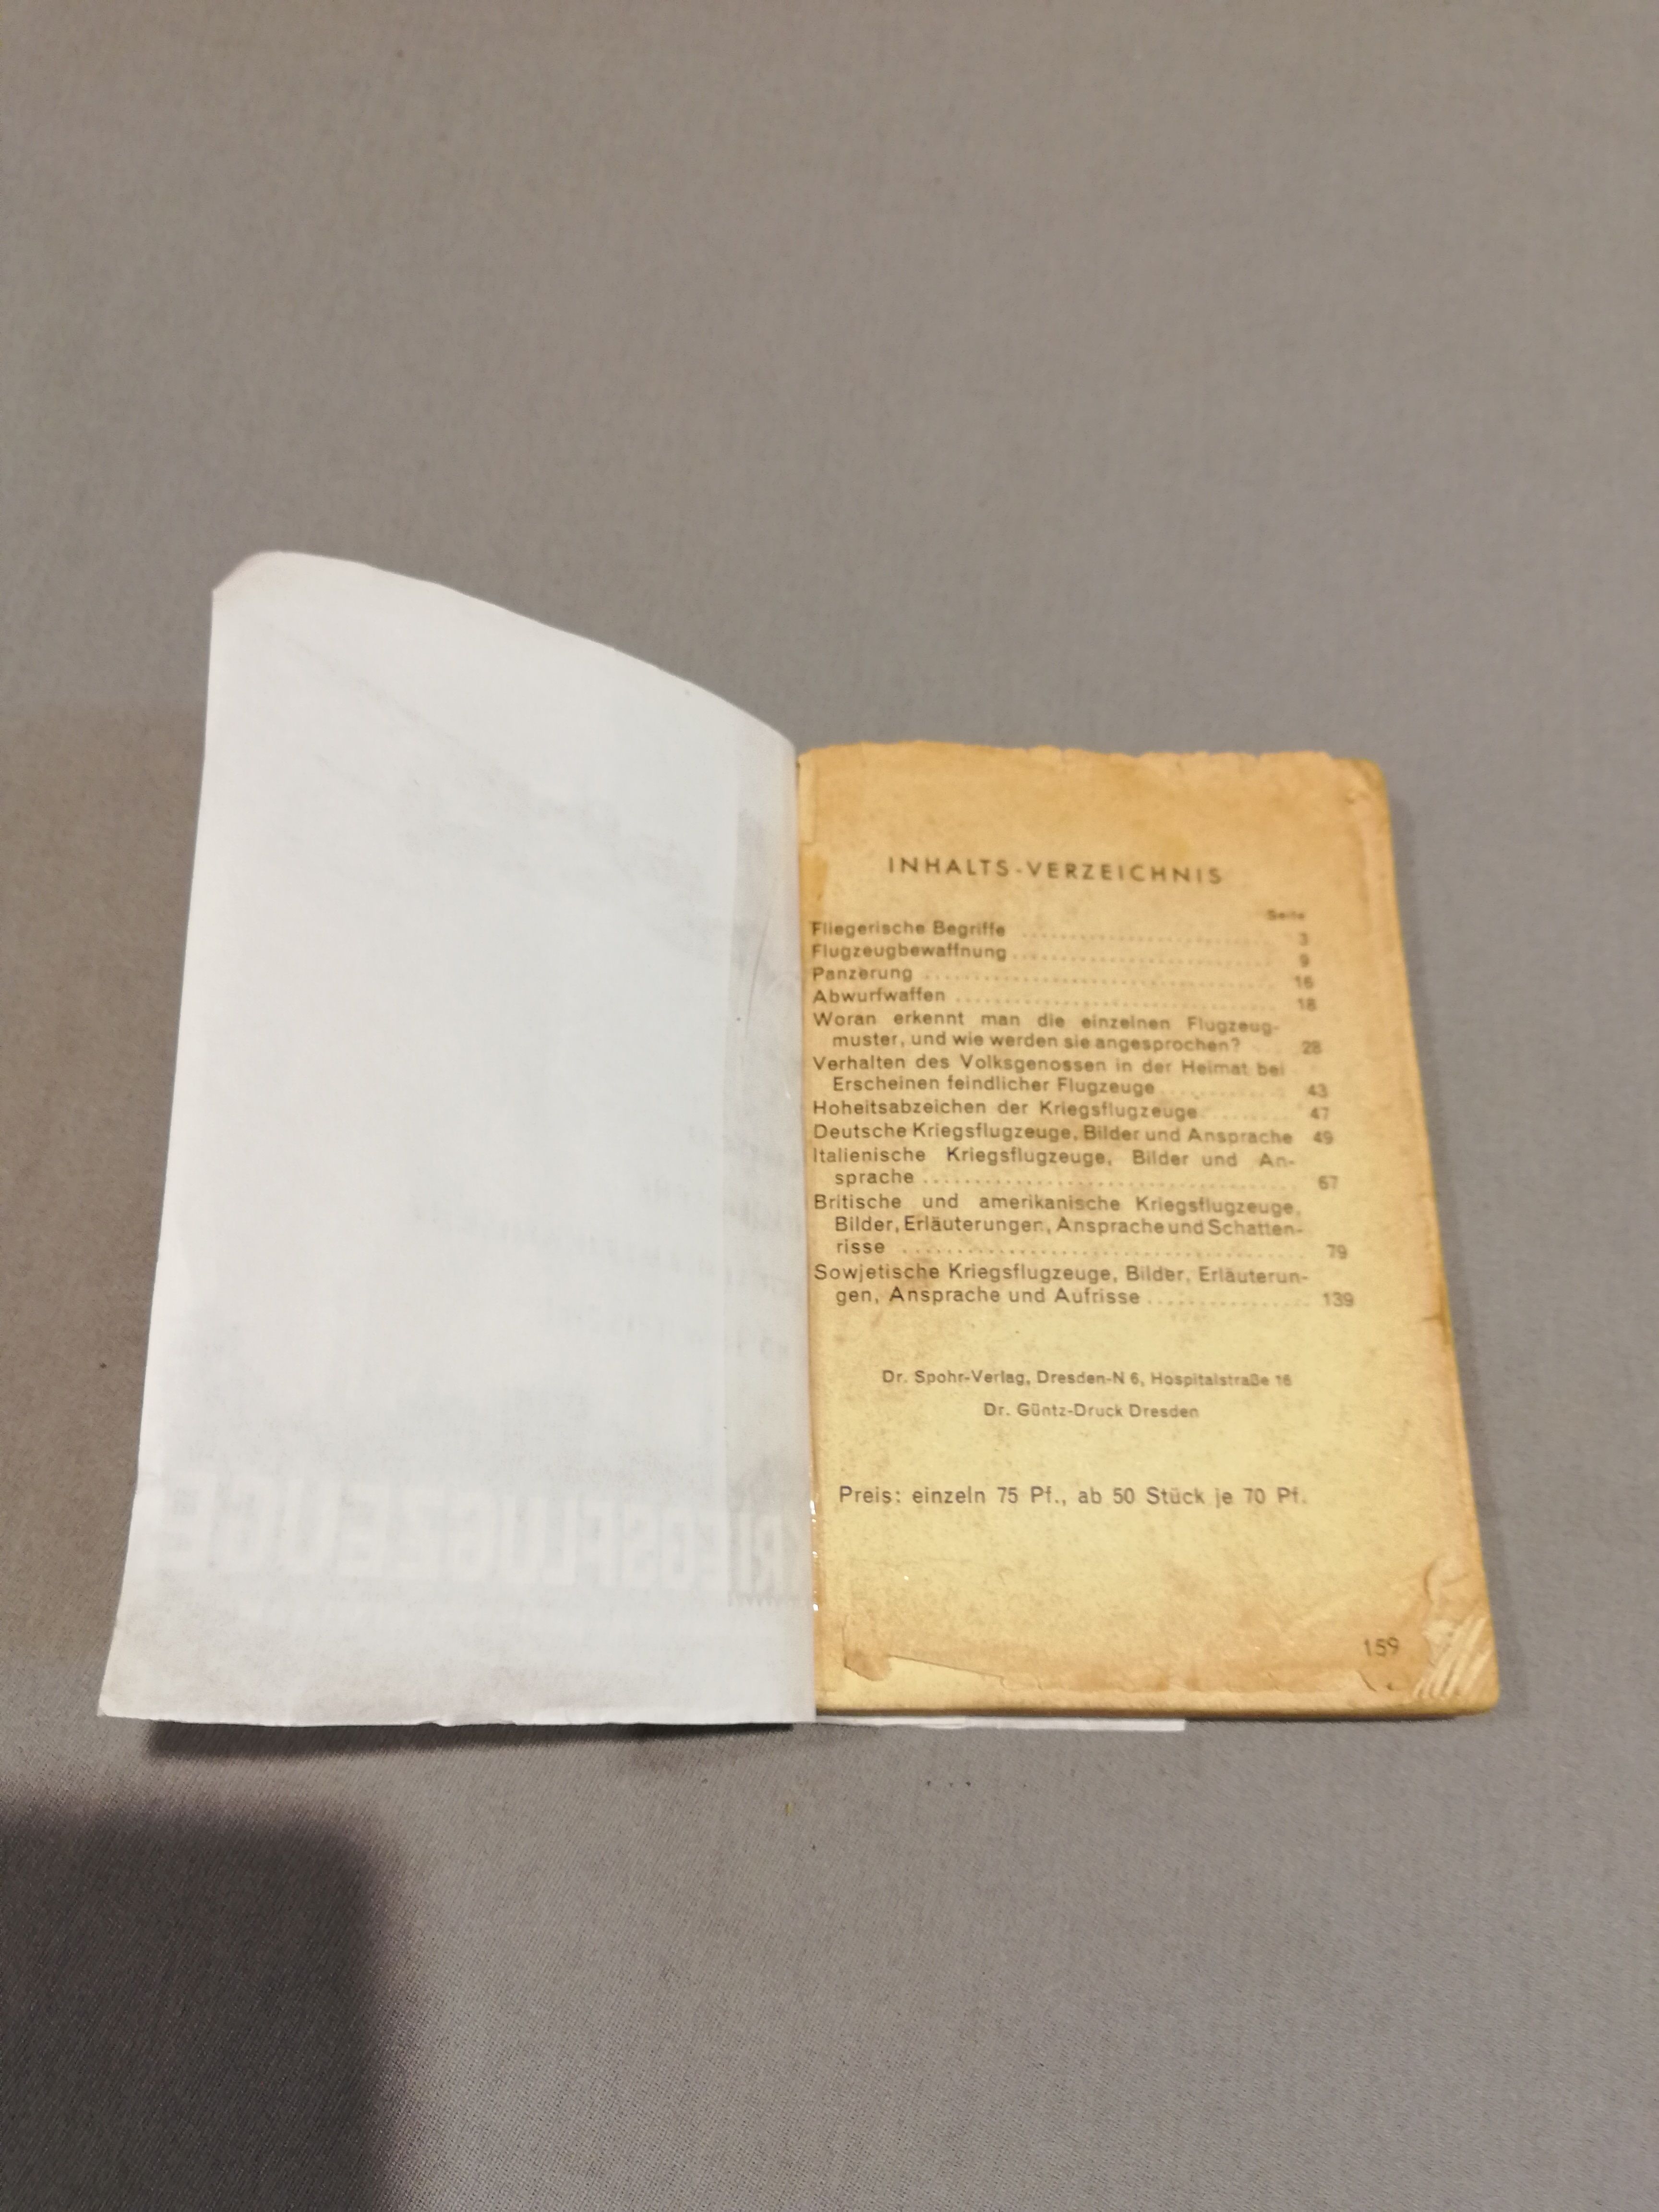 KRIEGSFLUGZEUGE
INHALTS-VERZEICHNIS
Seite
Fliegerische Begriffe ........................ 3
Flugzeugbewaffnung ........................ 9
Panzerung ........................ 16
Abwurfwaffen ........................ 18
Woran erkennt man die einzelnen Flugzeug-
muster, und wie werden sie angesprochen? .... 28
Verhalten des Volksgenossen in der Heimat bei
Erscheinen feindlicher Flugzeuge ............. 43
Hoheitsabzeichen der Kriegsflugzeuge ......... 47
Deutsche Kriegsflugzeuge, Bilder und Ansprache 49
Italienische Kriegsflugzeuge, Bilder und An-
sprache ........................ 67
Britische und amerikanische Kriegsflugzeuge,
Bilder, Erläuterungen, Ansprache und Schatten-
risse ........................ 79
Sowjetische Kriegsflugzeuge, Bilder, Erläuterun-
gen, Ansprache und Aufrisse ................ 139
Dr. Spohr-Verlag, Dresden-N 6, Hospitalstraße 16
Dr. Güntz-Druck Dresden
Preis: einzeln 75 Pf., ab 50 Stück je 70 Pf.
159